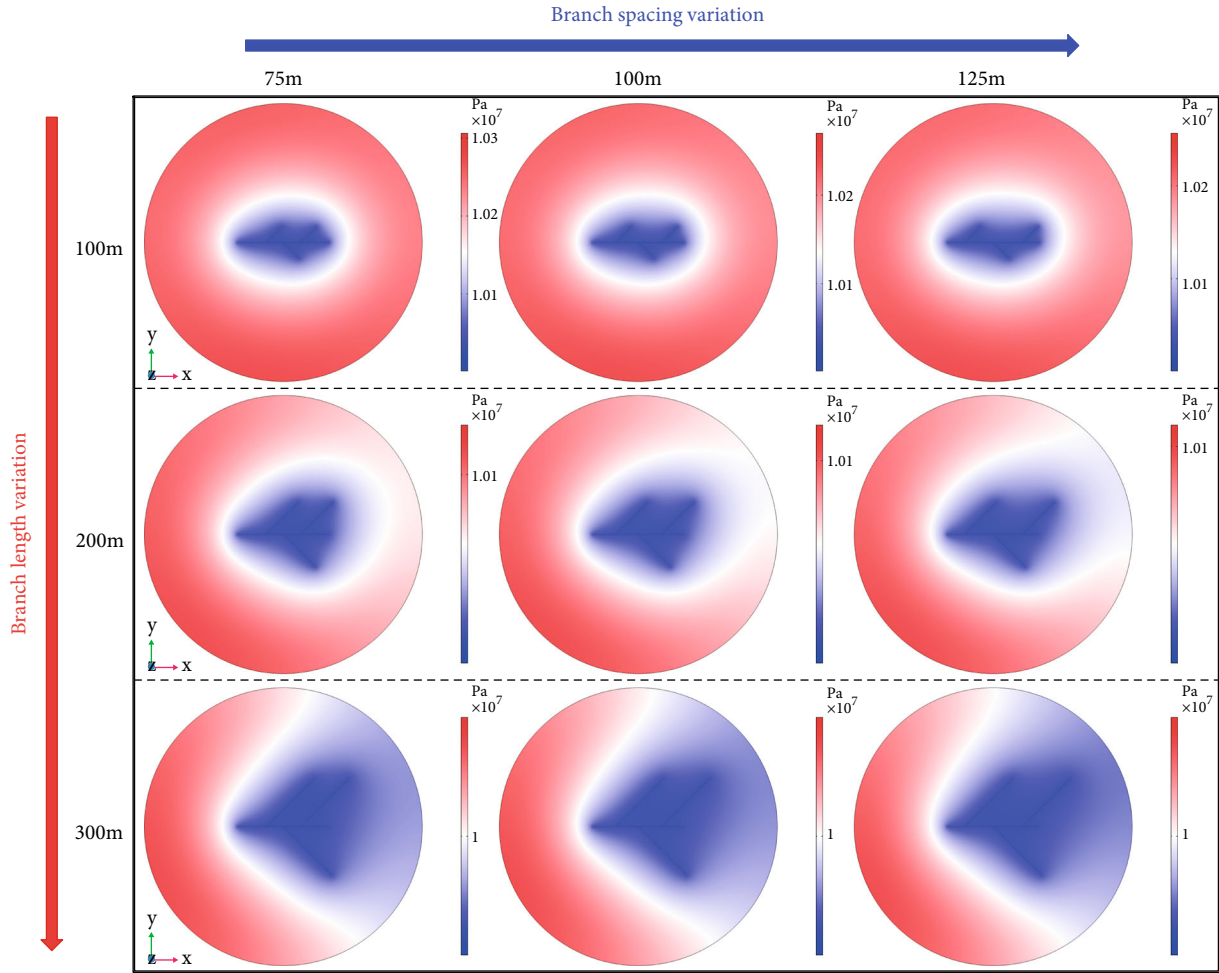 Branch spacing variation
75m 100m 125m
Branch length variation
100m
Pa
×10⁷
1.03
1.02
1.01
Pa
×10⁷
1.02
1.01
Pa
×10⁷
1.02
1.01
y
z x
200m
Pa
×10⁷
1.01
Pa
×10⁷
1.01
Pa
×10⁷
1.01
y
z x
300m
Pa
×10⁷
1
Pa
×10⁷
1
Pa
×10⁷
1
y
z x